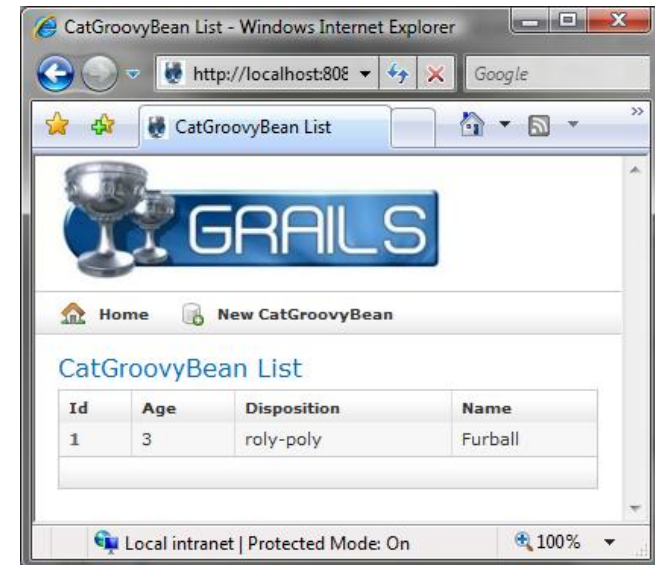 CatGroovyBean List - Windows Internet Explorer
http://localhost:808
Google
CatGroovyBean List
GRAILS
Home New CatGroovyBean
CatGroovyBean List
Id Age Disposition Name
1 3 roly-poly Furball
Local intranet | Protected Mode: On 100%